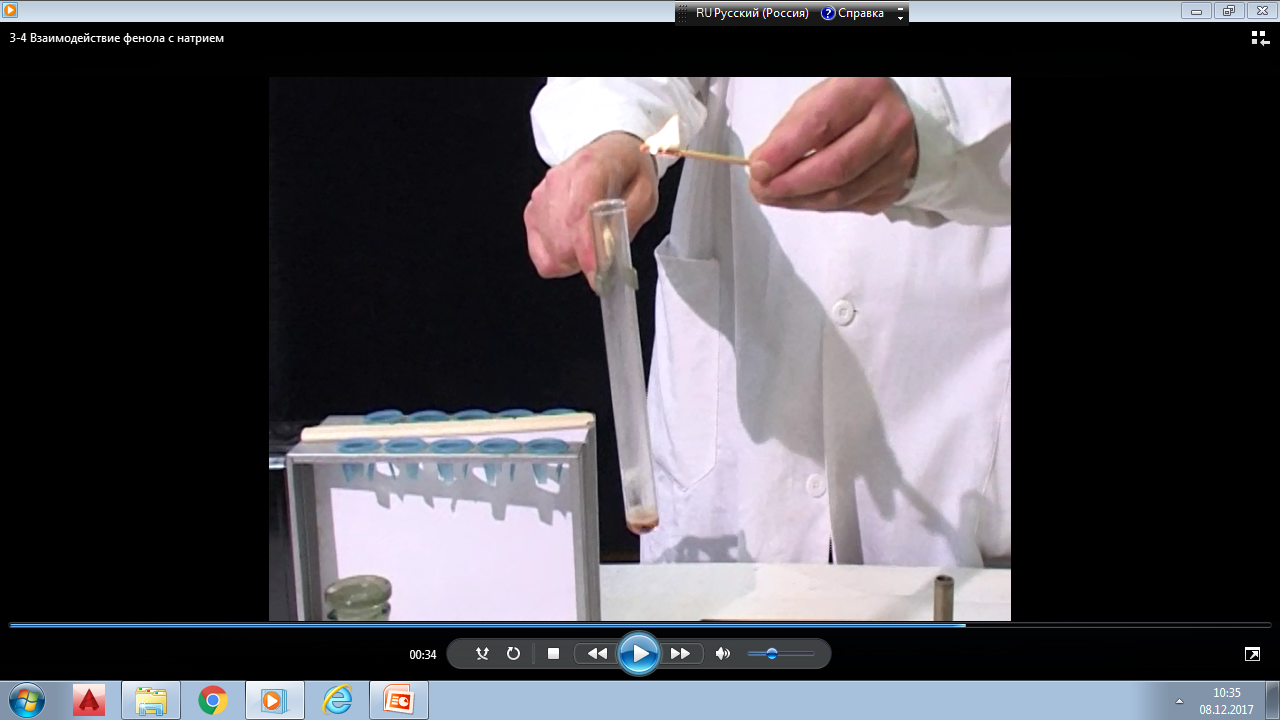 RU Русский (Россия) ? Справка
3-4 Взаимодействие фенола с натрием
00:34
10:35
08.12.2017